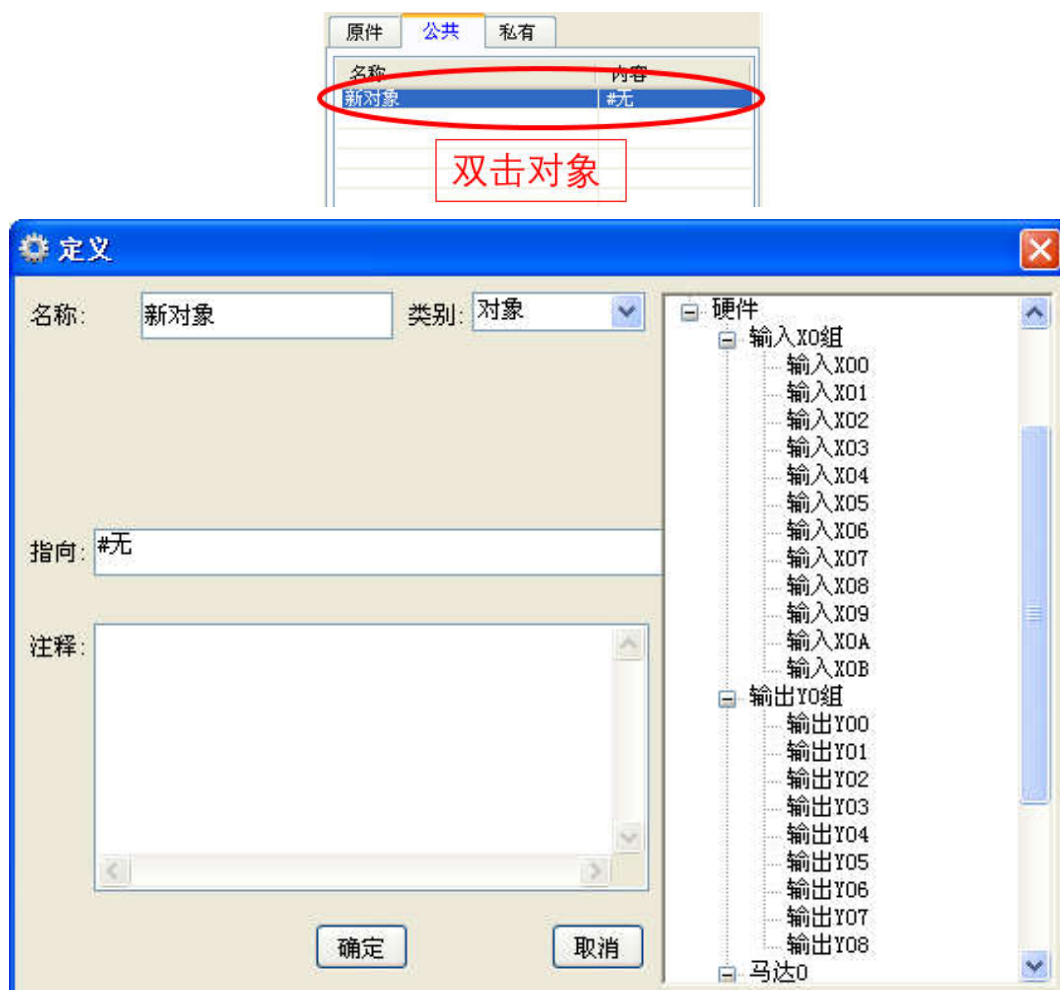 原件 公共 私有
名称 内容
新对象 #无
双击对象
定义
名称: 新对象 类别: 对象
指向: #无
注释:
确定 取消
硬件
输入X0组
输入X00
输入X01
输入X02
输入X03
输入X04
输入X05
输入X06
输入X07
输入X08
输入X09
输入X0A
输入X0B
输出Y0组
输出Y00
输出Y01
输出Y02
输出Y03
输出Y04
输出Y05
输出Y06
输出Y07
输出Y08
马达0